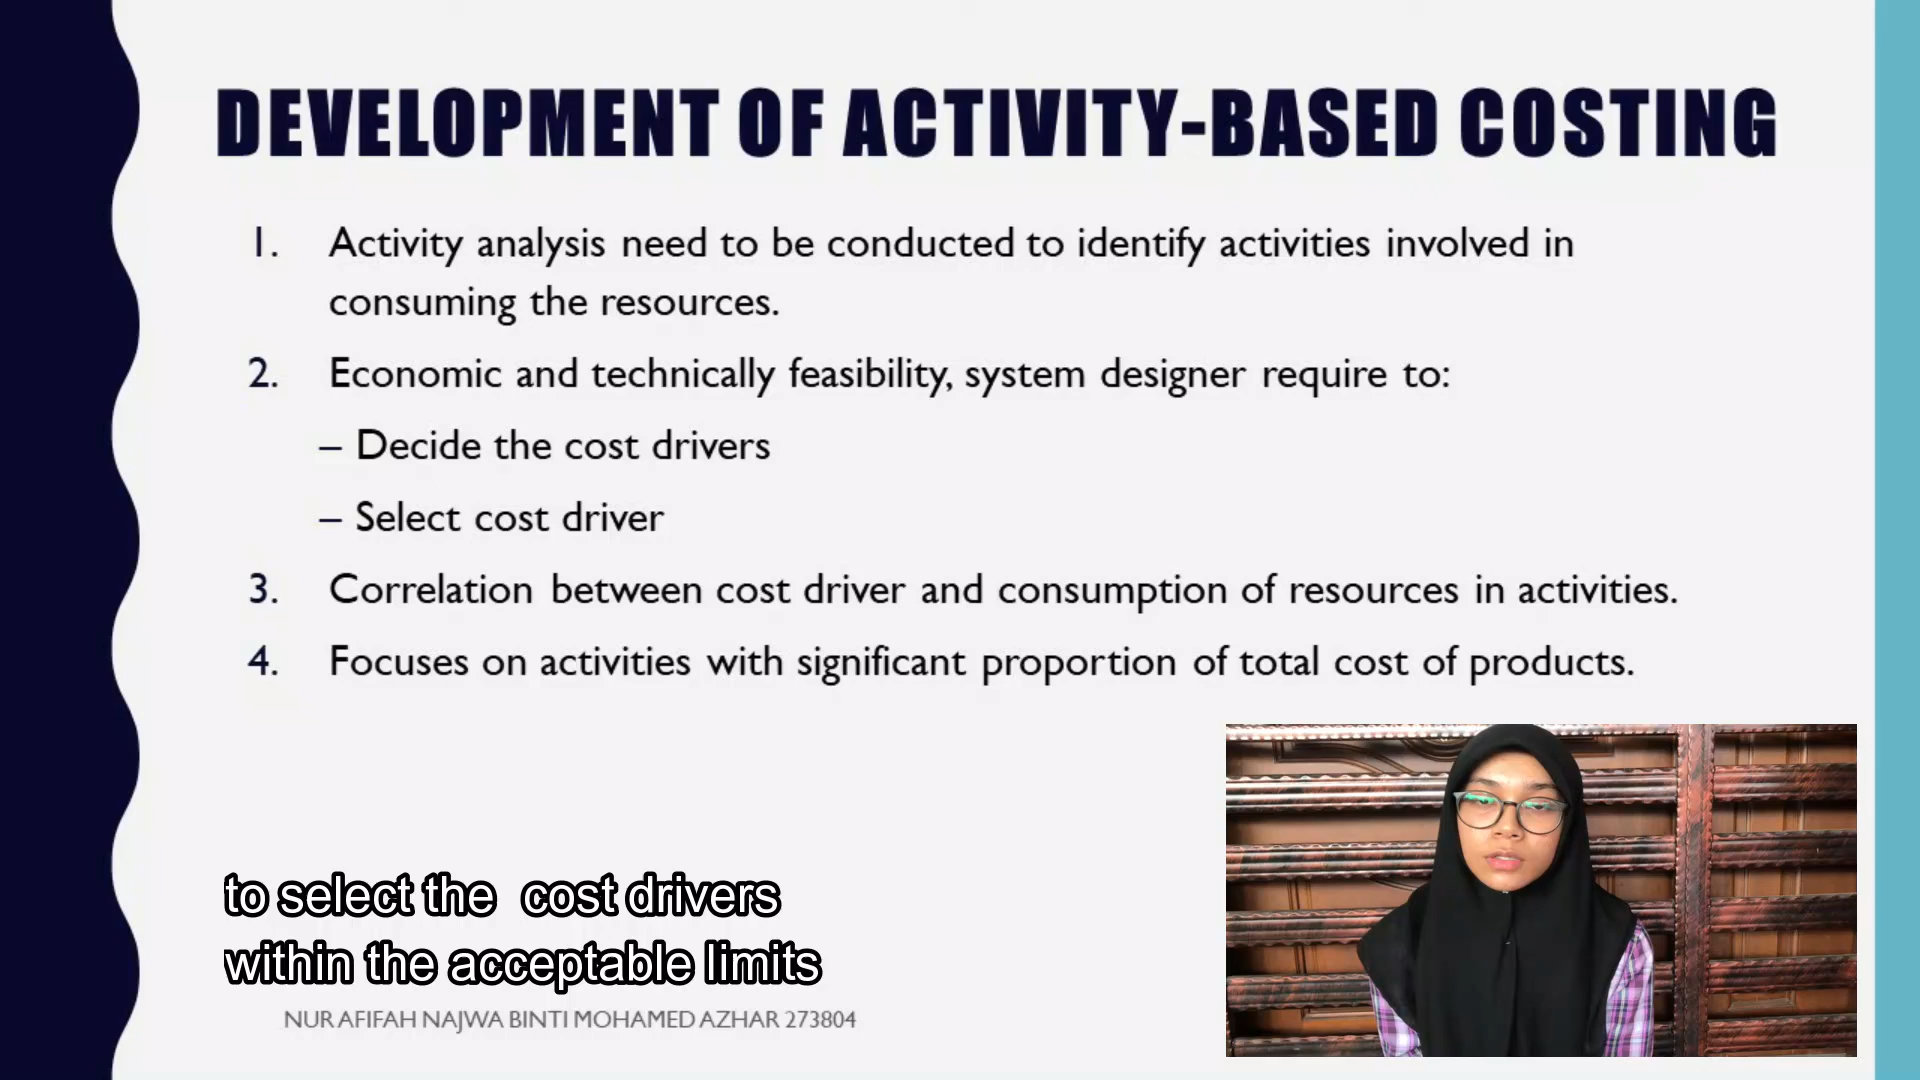 DEVELOPMENT OF ACTIVITY-BASED COSTING
1. Activity analysis need to be conducted to identify activities involved in
consuming the resources.
2. Economic and technically feasibility, system designer require to:
– Decide the cost drivers
– Select cost driver
3. Correlation between cost driver and consumption of resources in activities.
4. Focuses on activities with significant proportion of total cost of products.
to select the cost drivers
within the acceptable limits
NUR AFIFAH NAJWA BINTI MOHAMED AZHAR 273804